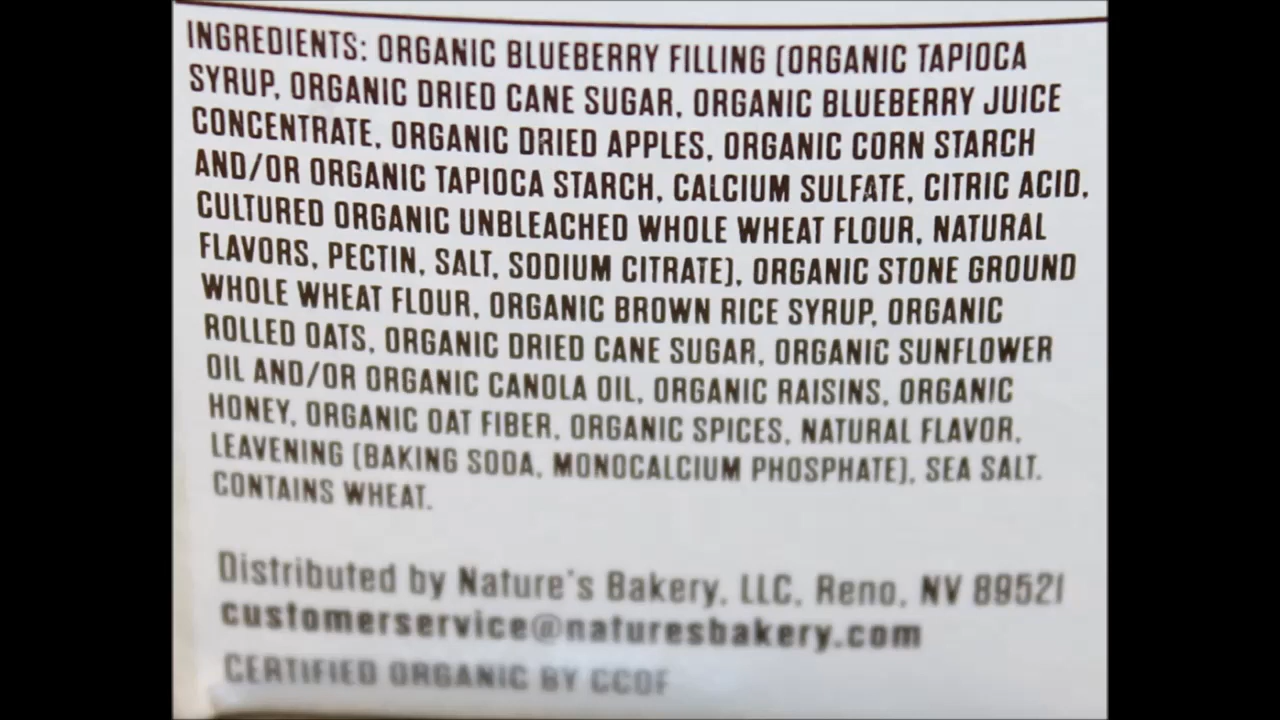 INGREDIENTS: ORGANIC BLUEBERRY FILLING (ORGANIC TAPIOCA
SYRUP, ORGANIC DRIED CANE SUGAR, ORGANIC BLUEBERRY JUICE
CONCENTRATE, ORGANIC DRIED APPLES, ORGANIC CORN STARCH
AND/OR ORGANIC TAPIOCA STARCH, CALCIUM SULFATE, CITRIC ACID,
CULTURED ORGANIC UNBLEACHED WHOLE WHEAT FLOUR, NATURAL
FLAVORS, PECTIN, SALT, SODIUM CITRATE), ORGANIC STONE GROUND
WHOLE WHEAT FLOUR, ORGANIC BROWN RICE SYRUP, ORGANIC
ROLLED OATS, ORGANIC DRIED CANE SUGAR, ORGANIC SUNFLOWER
OIL AND/OR ORGANIC CANOLA OIL, ORGANIC RAISINS, ORGANIC
HONEY, ORGANIC OAT FIBER, ORGANIC SPICES, NATURAL FLAVOR,
LEAVENING (BAKING SODA, MONOCALCIUM PHOSPHATE), SEA SALT.
CONTAINS WHEAT.
Distributed by Nature's Bakery, LLC, Reno, NV 89521
customerservice@naturesbakery.com
CERTIFIED ORGANIC BY CCOF